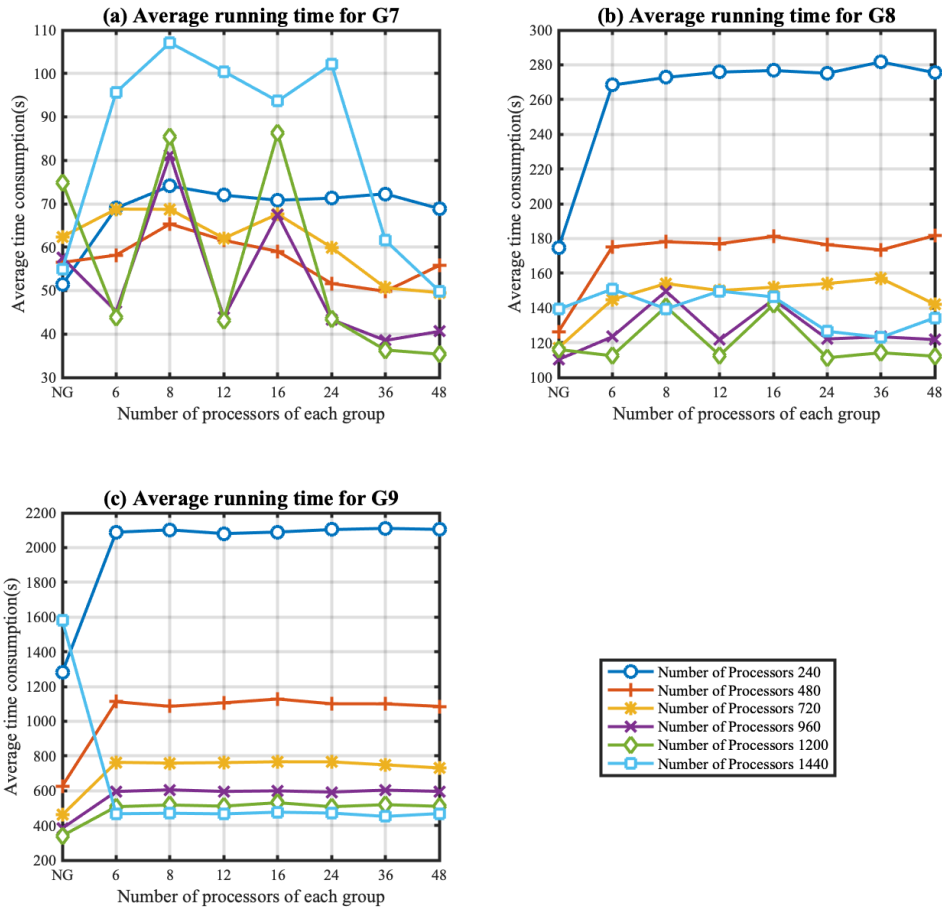 (a) Average running time for G7
110
100
90
80
70
60
50
40
30
Average time consumption(s)
NG 6 8 12 16 24 36 48
Number of processors of each group
(b) Average running time for G8
300
280
260
240
220
200
180
160
140
120
100
Average time consumption(s)
NG 6 8 12 16 24 36 48
Number of processors of each group
(c) Average running time for G9
2200
2000
1800
1600
1400
1200
1000
800
600
400
200
Average time consumption(s)
NG 6 8 12 16 24 36 48
Number of processors of each group
Number of Processors 240
Number of Processors 480
Number of Processors 720
Number of Processors 960
Number of Processors 1200
Number of Processors 1440